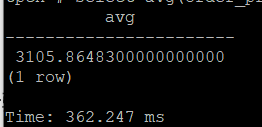 avg
-----------------------
3105.8648300000000000
(1 row)
Time: 362.247 ms